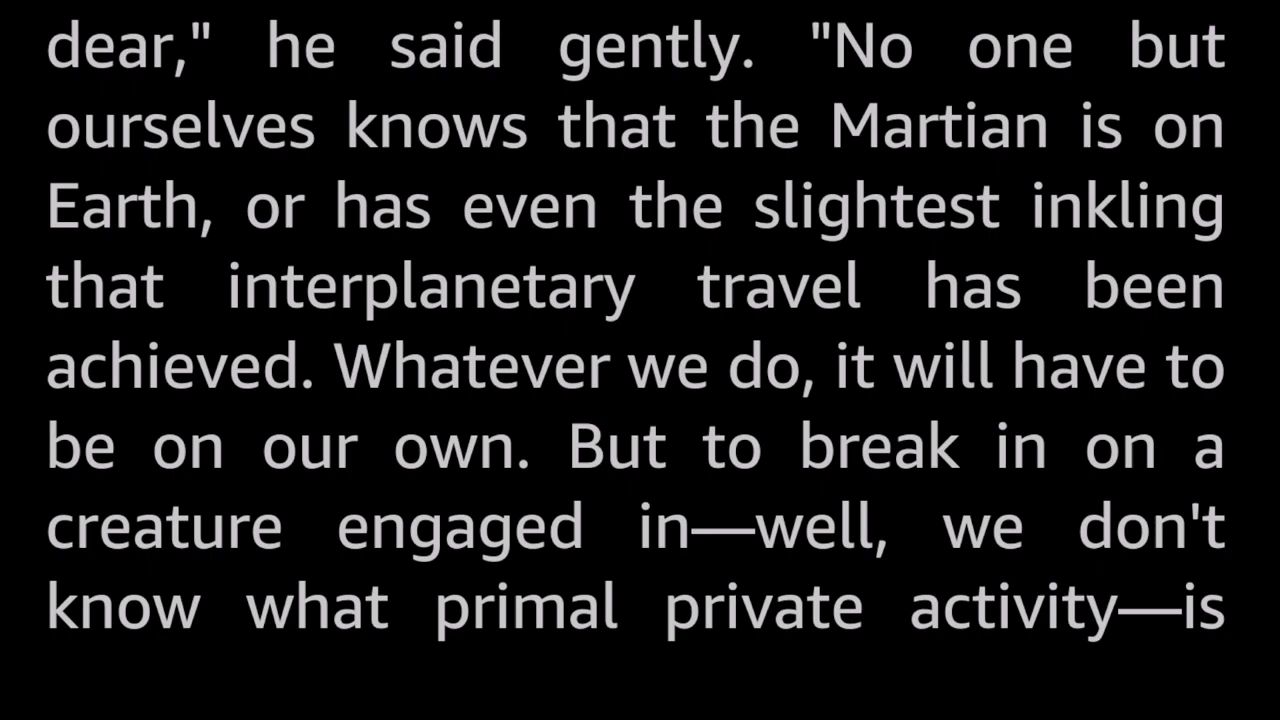 dear," he said gently. "No one but
ourselves knows that the Martian is on
Earth, or has even the slightest inkling
that interplanetary travel has been
achieved. Whatever we do, it will have to
be on our own. But to break in on a
creature engaged in—well, we don't
know what primal private activity—is